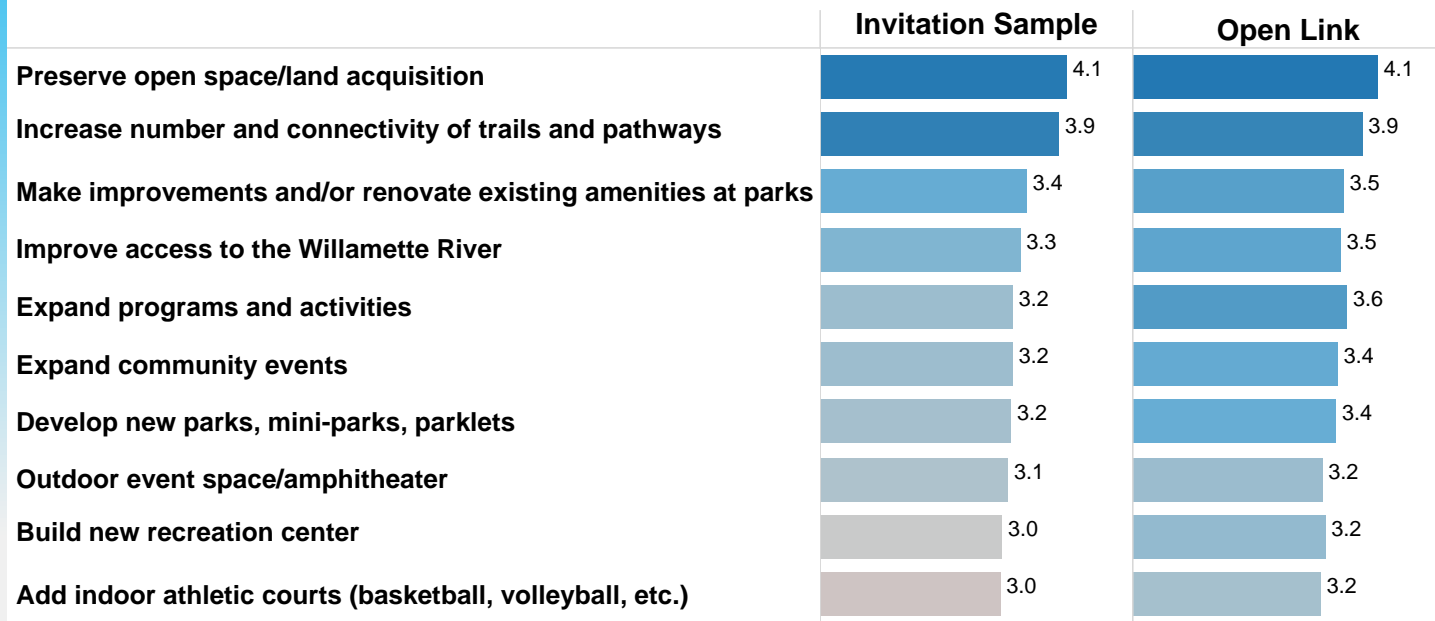 Invitation Sample Open Link
Preserve open space/land acquisition 4.1 4.1
Increase number and connectivity of trails and pathways 3.9 3.9
Make improvements and/or renovate existing amenities at parks 3.4 3.5
Improve access to the Willamette River 3.3 3.5
Expand programs and activities 3.2 3.6
Expand community events 3.2 3.4
Develop new parks, mini-parks, parklets 3.2 3.4
Outdoor event space/amphitheater 3.1 3.2
Build new recreation center 3.0 3.2
Add indoor athletic courts (basketball, volleyball, etc.) 3.0 3.2